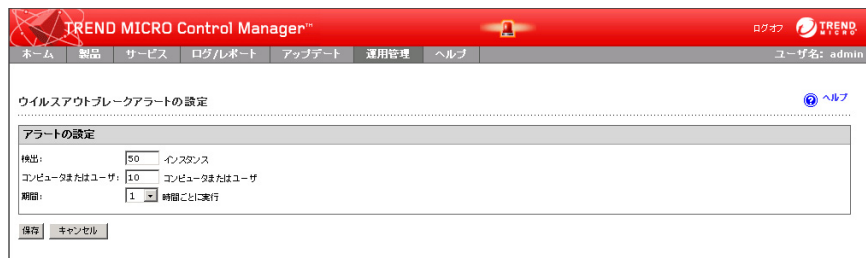 TREND MICRO Control Manager™
ログオフ
TREND MICRO
ホーム 製品 サービス ログ/レポート アップデート 運用管理 ヘルプ ユーザ名: admin
ウイルスアウトブレークアラートの設定
ヘルプ
アラートの設定
検出: 50 インスタンス
コンピュータまたはユーザ: 10 コンピュータまたはユーザ
期間: 1 時間ごとに実行
保存 キャンセル